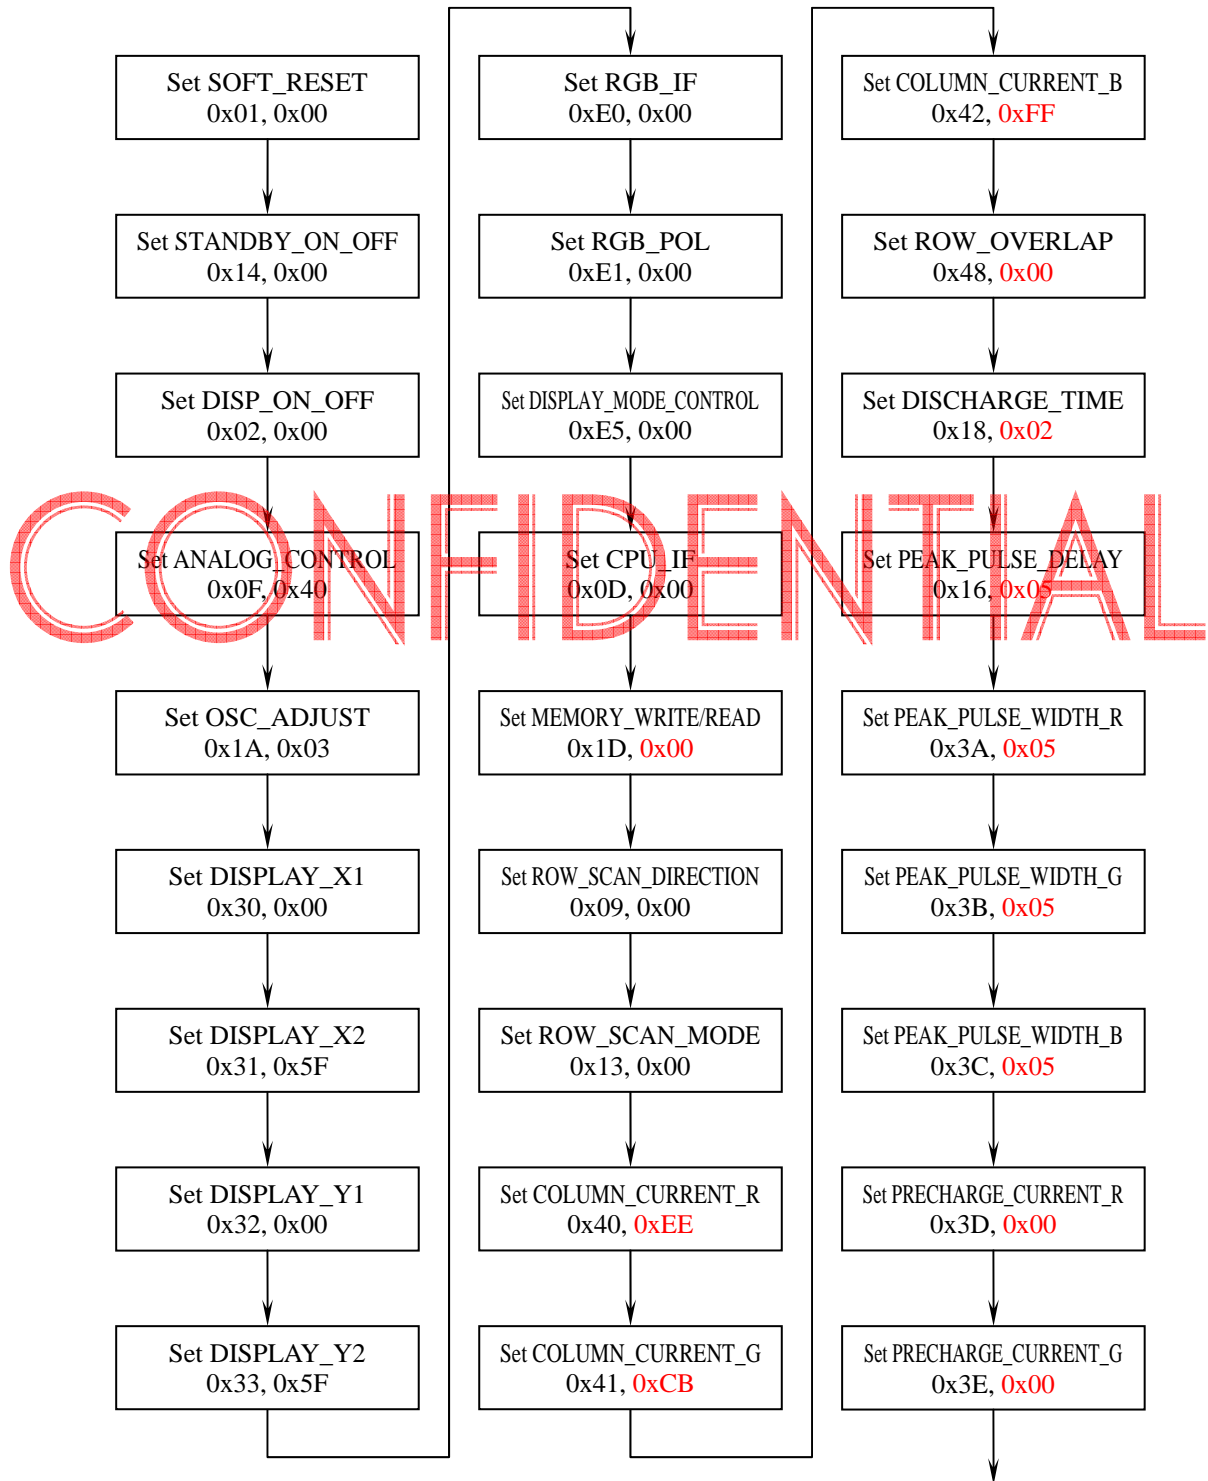 Set SOFT_RESET
0x01, 0x00
Set STANDBY_ON_OFF
0x14, 0x00
Set DISP_ON_OFF
0x02, 0x00
Set ANALOG_CONTROL
0x0F, 0x40
Set OSC_ADJUST
0x1A, 0x03
Set DISPLAY_X1
0x30, 0x00
Set DISPLAY_X2
0x31, 0x5F
Set DISPLAY_Y1
0x32, 0x00
Set DISPLAY_Y2
0x33, 0x5F
Set RGB_IF
0xE0, 0x00
Set RGB_POL
0xE1, 0x00
Set DISPLAY_MODE_CONTROL
0xE5, 0x00
Set CPU_IF
0x0D, 0x00
Set MEMORY_WRITE/READ
0x1D, 0x00
Set ROW_SCAN_DIRECTION
0x09, 0x00
Set ROW_SCAN_MODE
0x13, 0x00
Set COLUMN_CURRENT_R
0x40, 0xEE
Set COLUMN_CURRENT_G
0x41, 0xCB
Set COLUMN_CURRENT_B
0x42, 0xFF
Set ROW_OVERLAP
0x48, 0x00
Set DISCHARGE_TIME
0x18, 0x02
Set PEAK_PULSE_DELAY
0x16, 0x05
Set PEAK_PULSE_WIDTH_R
0x3A, 0x05
Set PEAK_PULSE_WIDTH_G
0x3B, 0x05
Set PEAK_PULSE_WIDTH_B
0x3C, 0x05
Set PRECHARGE_CURRENT_R
0x3D, 0x00
Set PRECHARGE_CURRENT_G
0x3E, 0x00
CONFIDENTIAL